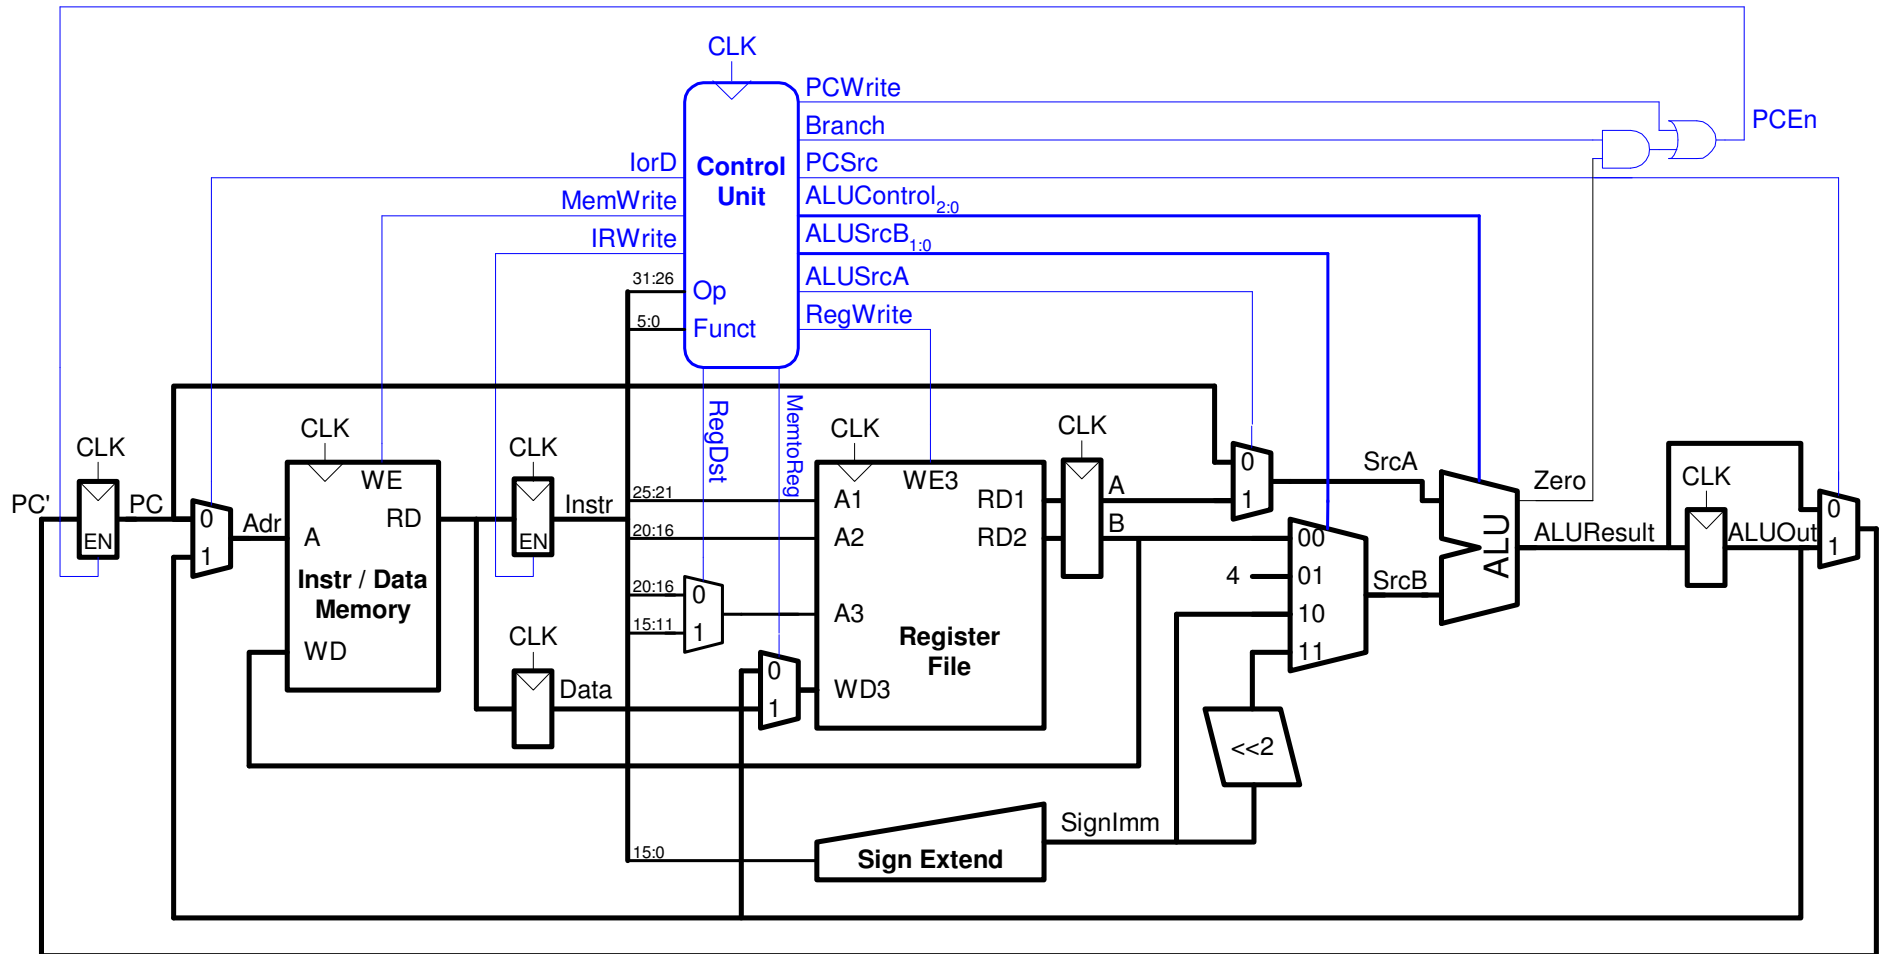 CLK
PCWrite
Branch
PCEn
IorD
Control
Unit
PCSrc
MemWrite
ALUControl2:0
IRWrite
ALUSrcB1:0
31:26
Op
ALUSrcA
5:0
Funct
RegWrite
RegDst
MemtoReg
CLK
CLK
CLK
CLK
CLK
PC'
PC
EN
0
1
Adr
WE
A
RD
Instr / Data
Memory
WD
EN
Instr
CLK
Data
25:21
20:16
20:16
15:11
0
1
0
1
A1
A2
A3
WD3
WE3
RD1
RD2
Register
File
A
B
0
1
SrcA
4
00
01
10
11
SrcB
ALU
Zero
ALUResult
CLK
ALUOut
0
1
<<2
SignImm
15:0
Sign Extend